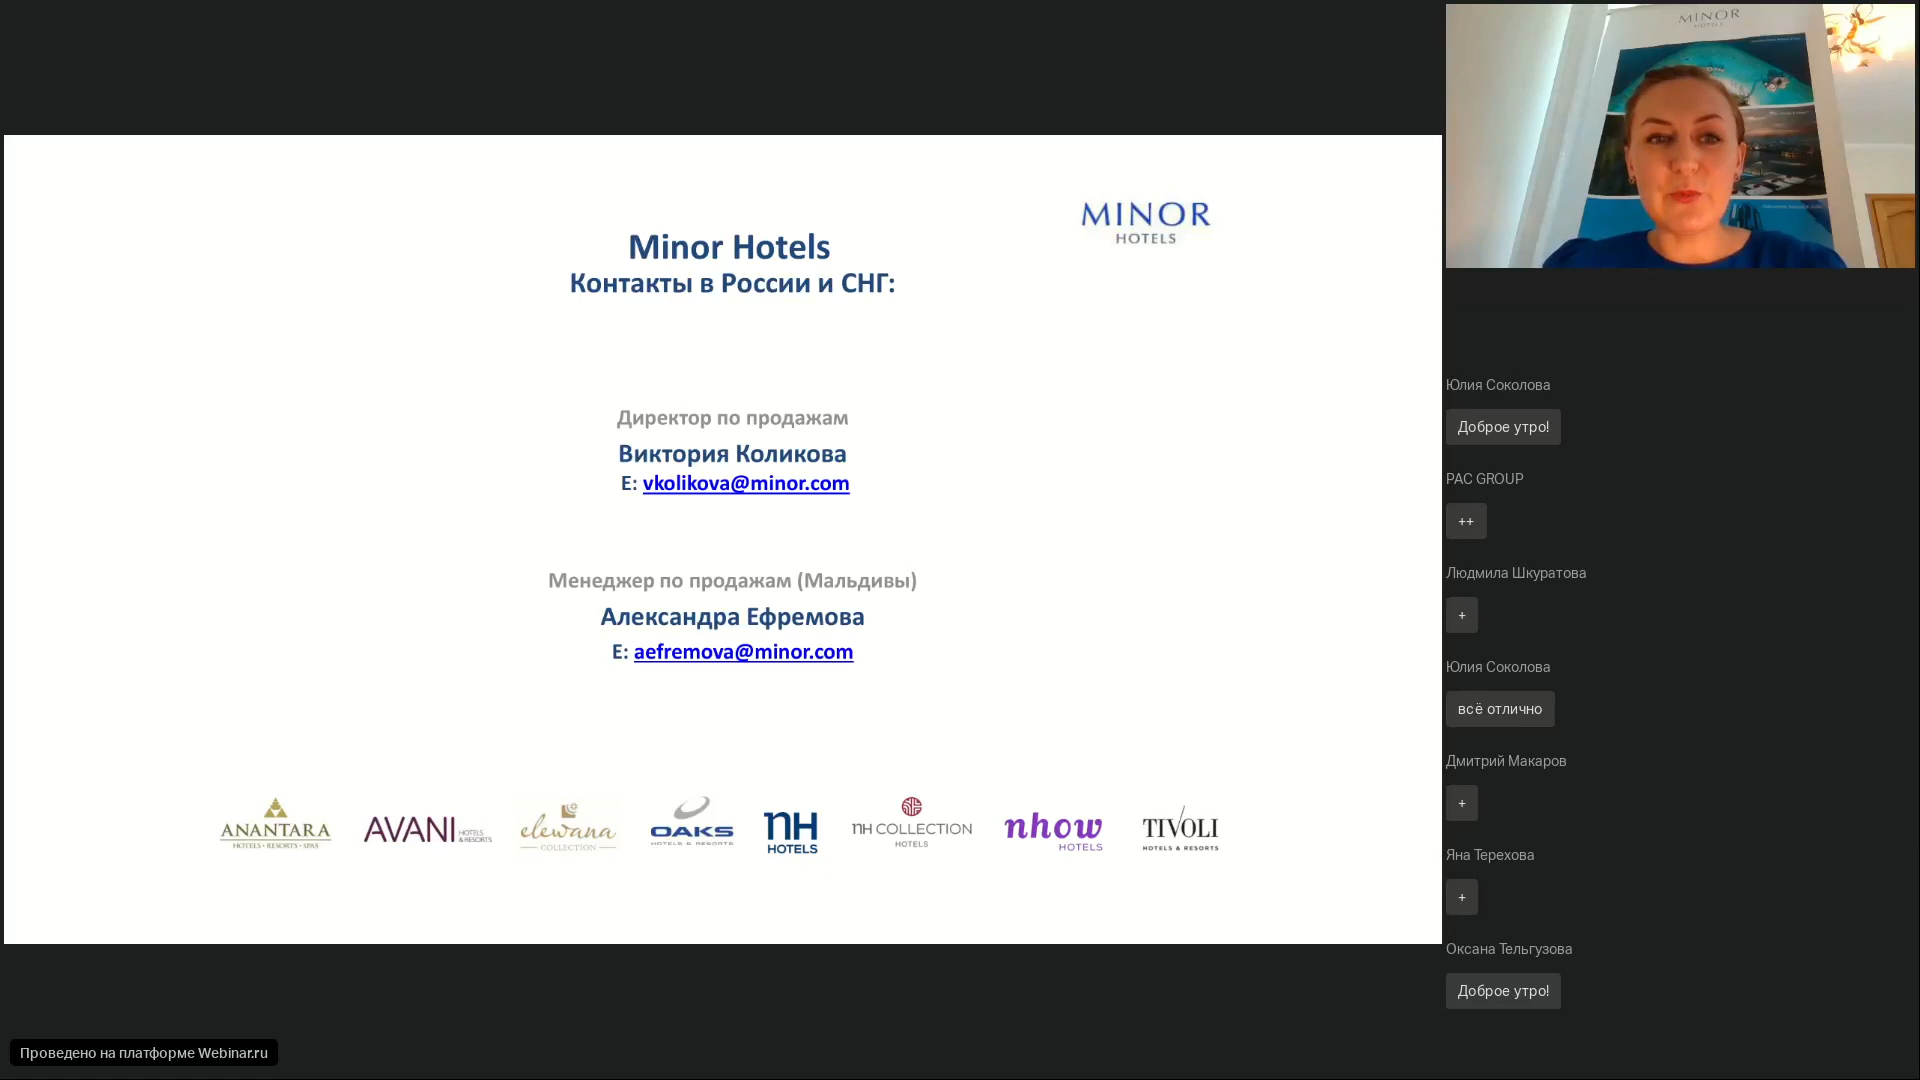 MINOR
HOTELS
Minor Hotels
Контакты в России и СНГ:
MINOR
HOTELS
Директор по продажам
Виктория Коликова
E: vkolikova@minor.com
Менеджер по продажам (Мальдивы)
Александра Ефремова
E: aefremova@minor.com
ANANTARA
HOTELS • RESORTS • SPAS
AVANI HOTELS & RESORTS
elewana
COLLECTION
OAKS
HOTELS & RESORTS
nH
HOTELS
nH COLLECTION
HOTELS
nhow
HOTELS
TIVOLI
HOTELS & RESORTS
Юлия Соколова
Доброе утро!
PAC GROUP
++
Людмила Шкуратова
+
Юлия Соколова
всё отлично
Дмитрий Макаров
+
Яна Терехова
+
Оксана Тельгузова
Доброе утро!
Проведено на платформе Webinar.ru